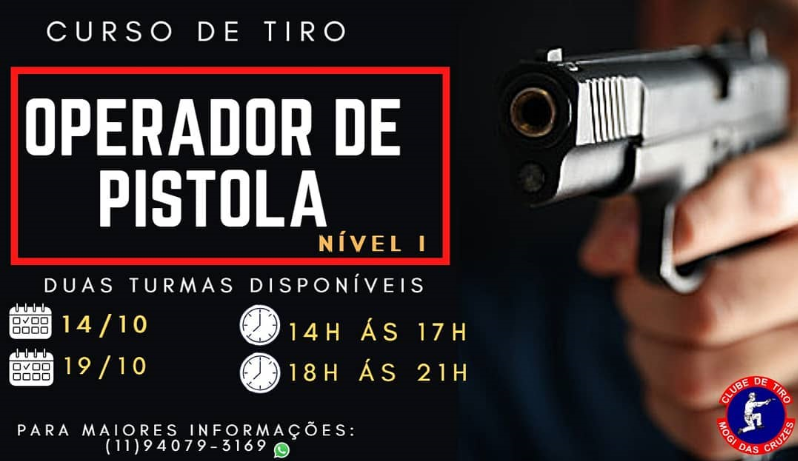 CURSO DE TIRO
OPERADOR DE
PISTOLA
NÍVEL I
DUAS TURMAS DISPONÍVEIS
14/10
14H ÁS 17H
19/10
18H ÁS 21H
PARA MAIORES INFORMAÇÕES:
(11)94079-3169
CLUBE DE TIRO
MOGI DAS CRUZES